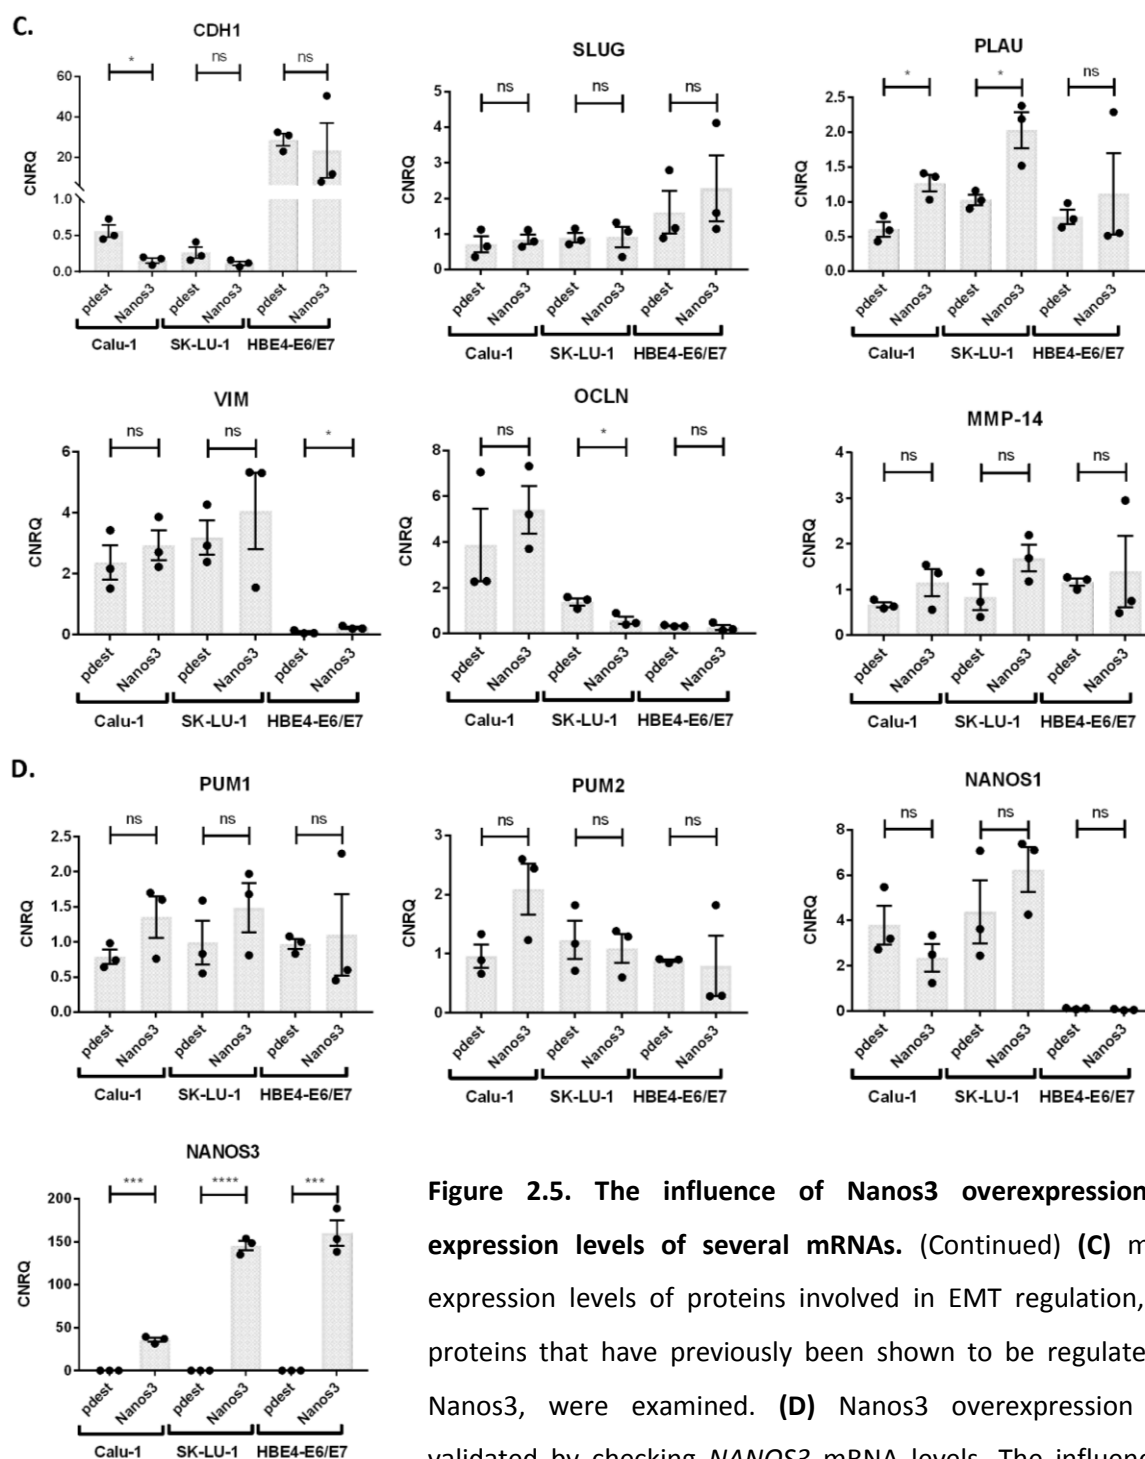 C.
CDH1
* ns ns
60
40
20
1.0
0.5
0.0
CNRQ
pdest Nanos3 pdest Nanos3 pdest Nanos3
Calu-1 SK-LU-1 HBE4-E6/E7
SLUG
ns ns ns
5
4
3
2
1
0
CNRQ
pdest Nanos3 pdest Nanos3 pdest Nanos3
Calu-1 SK-LU-1 HBE4-E6/E7
PLAU
* * ns
2.5
2.0
1.5
1.0
0.5
0.0
CNRQ
pdest Nanos3 pdest Nanos3 pdest Nanos3
Calu-1 SK-LU-1 HBE4-E6/E7
VIM
ns ns *
6
4
2
0
CNRQ
pdest Nanos3 pdest Nanos3 pdest Nanos3
Calu-1 SK-LU-1 HBE4-E6/E7
OCLN
ns * ns
8
6
4
2
0
CNRQ
pdest Nanos3 pdest Nanos3 pdest Nanos3
Calu-1 SK-LU-1 HBE4-E6/E7
MMP-14
ns ns ns
4
3
2
1
0
CNRQ
pdest Nanos3 pdest Nanos3 pdest Nanos3
Calu-1 SK-LU-1 HBE4-E6/E7
D.
PUM1
ns ns ns
2.5
2.0
1.5
1.0
0.5
0.0
CNRQ
pdest Nanos3 pdest Nanos3 pdest Nanos3
Calu-1 SK-LU-1 HBE4-E6/E7
PUM2
ns ns ns
3
2
1
0
CNRQ
pdest Nanos3 pdest Nanos3 pdest Nanos3
Calu-1 SK-LU-1 HBE4-E6/E7
NANOS1
ns ns ns
8
6
4
2
0
CNRQ
pdest Nanos3 pdest Nanos3 pdest Nanos3
Calu-1 SK-LU-1 HBE4-E6/E7
NANOS3
*** **** ***
200
150
100
50
0
CNRQ
pdest Nanos3 pdest Nanos3 pdest Nanos3
Calu-1 SK-LU-1 HBE4-E6/E7
Figure 2.5. The influence of Nanos3 overexpression
expression levels of several mRNAs. (Continued) (C) m
expression levels of proteins involved in EMT regulation,
proteins that have previously been shown to be regulate
Nanos3, were examined. (D) Nanos3 overexpression
validated by checking NANOS3 mRNA levels. The influen